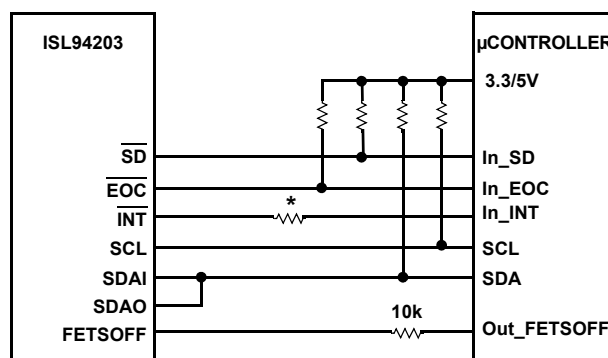 ISL94203
µCONTROLLER
3.3/5V
SD
In_SD
EOC
In_EOC
INT
*
In_INT
SCL
SCL
SDAI
SDA
SDAO
10k
FETSOFF
Out_FETSOFF